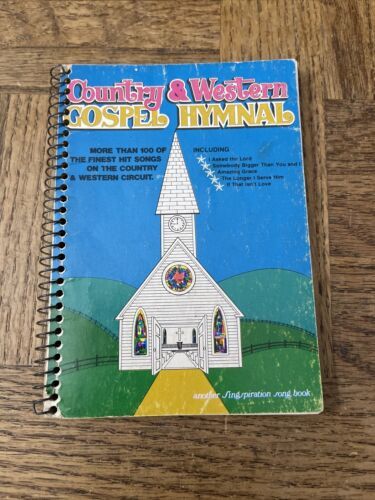 Country & Western
GOSPEL HYMNAL
MORE THAN 100 OF
THE FINEST HIT SONGS
ON THE COUNTRY
& WESTERN CIRCUIT.
INCLUDING
I Asked the Lord
Somebody Bigger Than You and I
Amazing Grace
The Longer I Serve Him
If That Isn't Love
another Singspiration song book